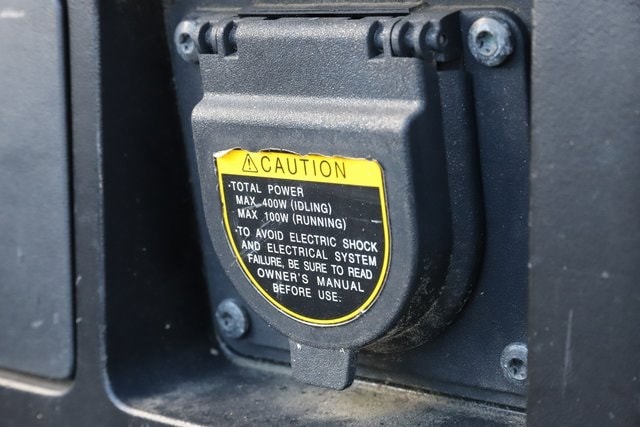 ⚠CAUTION
·TOTAL POWER
MAX 400W (IDLING)
MAX 100W (RUNNING)
·TO AVOID ELECTRIC SHOCK
AND ELECTRICAL SYSTEM
FAILURE, BE SURE TO READ
OWNER'S MANUAL
BEFORE USE.